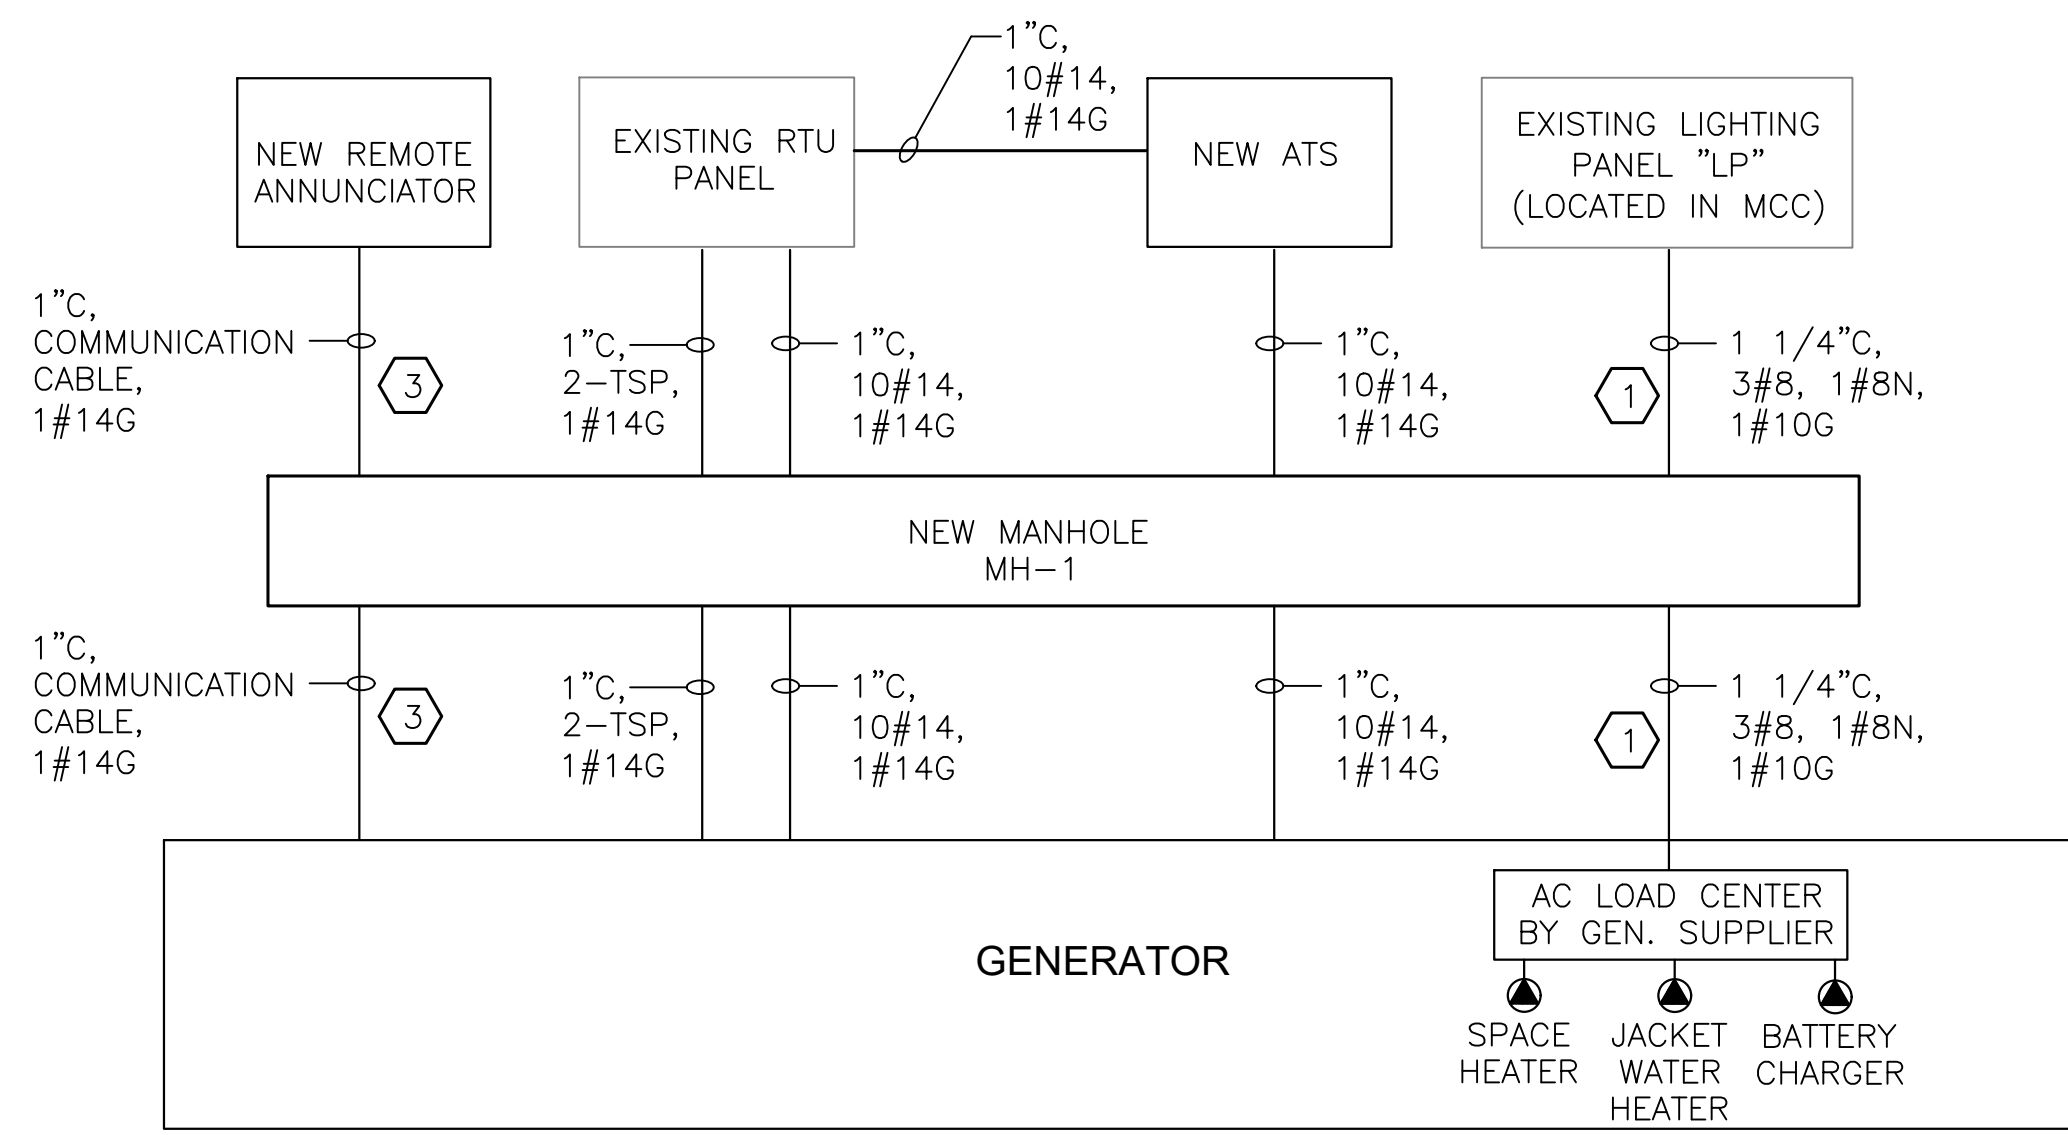 1"C,
10#14,
1#14G
NEW REMOTE
ANNUNCIATOR
EXISTING RTU
PANEL
NEW ATS
EXISTING LIGHTING
PANEL "LP"
(LOCATED IN MCC)
1"C,
COMMUNICATION
CABLE,
1#14G
3
1"C,
2-TSP,
1#14G
1"C,
10#14,
1#14G
1"C,
10#14,
1#14G
1
1 1/4"C,
3#8, 1#8N,
1#10G
NEW MANHOLE
MH-1
1"C,
COMMUNICATION
CABLE,
1#14G
3
1"C,
2-TSP,
1#14G
1"C,
10#14,
1#14G
1"C,
10#14,
1#14G
1
1 1/4"C,
3#8, 1#8N,
1#10G
GENERATOR
AC LOAD CENTER
BY GEN. SUPPLIER
SPACE
HEATER
JACKET
WATER
HEATER
BATTERY
CHARGER